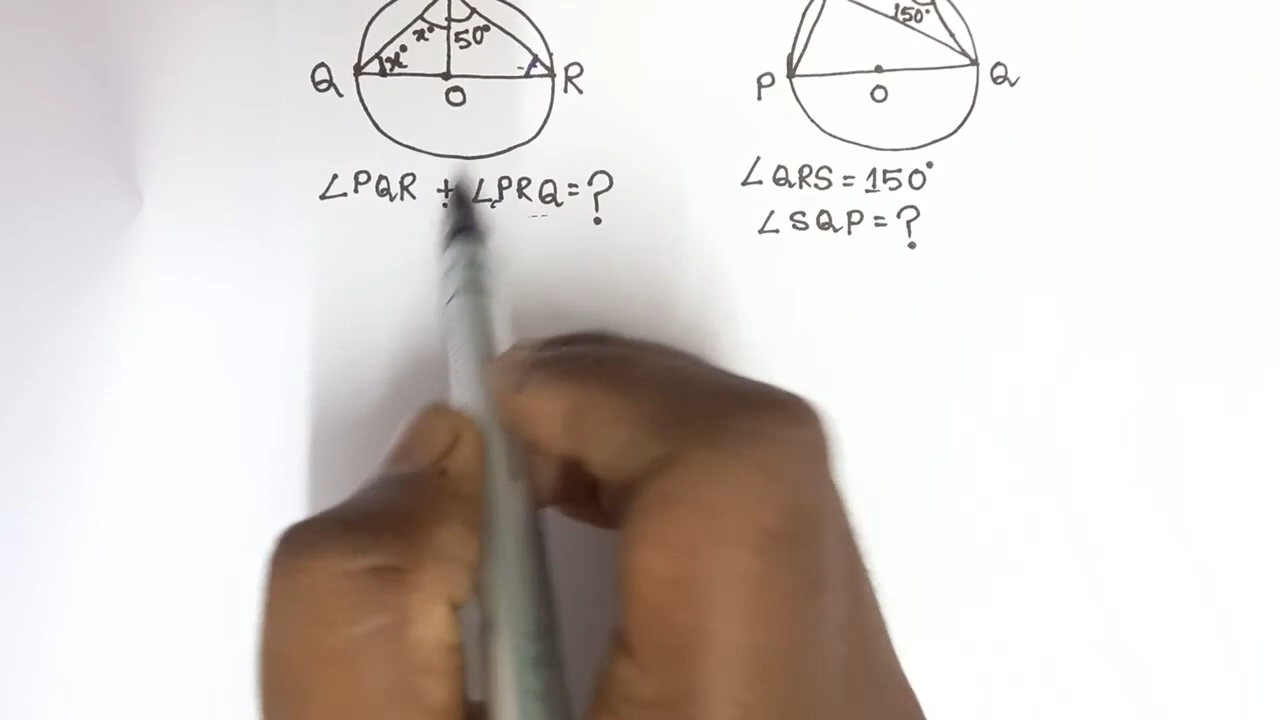 x° 50°
x°
Q R
O
∠PQR + ∠PRQ = ?
150°
P Q
O
∠QRS = 150°
∠SQP = ?